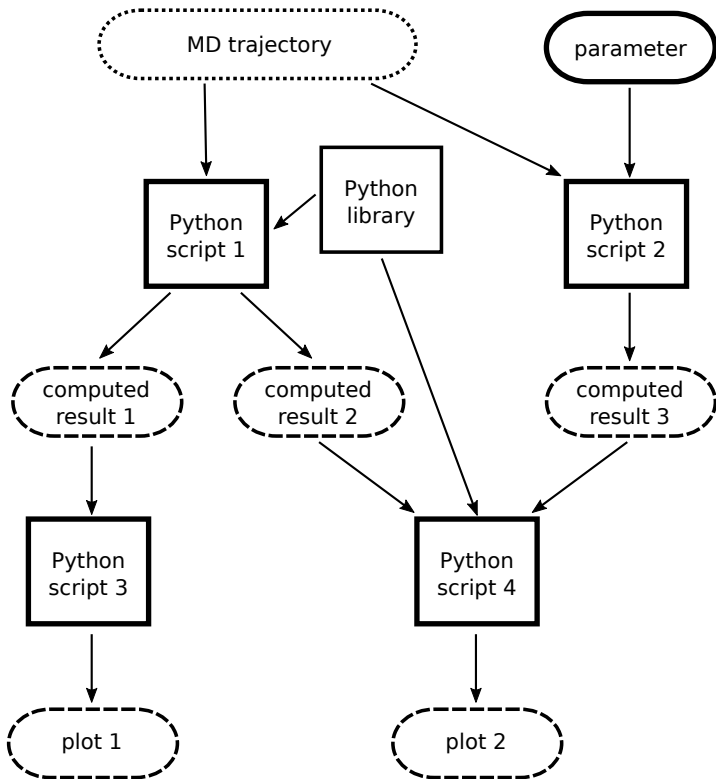 MD trajectory
parameter
Python
script 1
Python
library
Python
script 2
computed
result 1
computed
result 2
computed
result 3
Python
script 3
Python
script 4
plot 1
plot 2